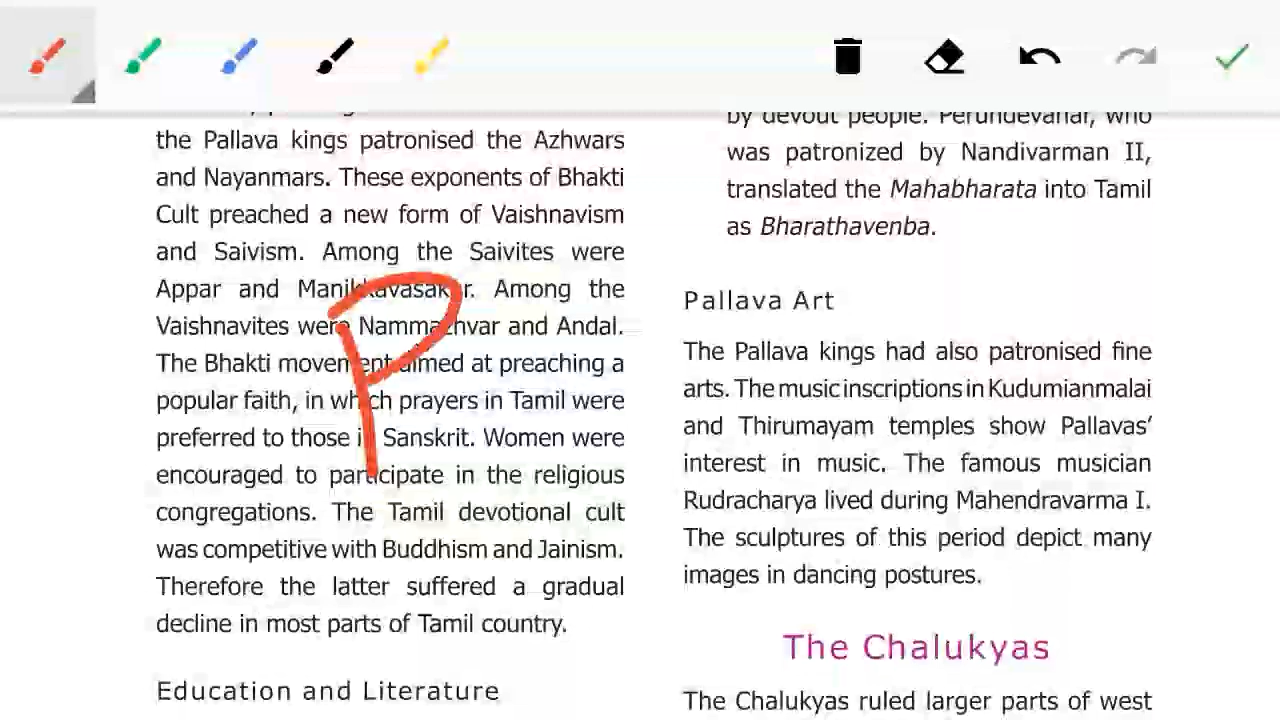 the Pallava kings patronised the Azhwars
and Nayanmars. These exponents of Bhakti
Cult preached a new form of Vaishnavism
and Saivism. Among the Saivites were
Appar and Manikkavasakar. Among the
Vaishnavites were Nammazhvar and Andal.
The Bhakti movement aimed at preaching a
popular faith, in which prayers in Tamil were
preferred to those in Sanskrit. Women were
encouraged to participate in the religious
congregations. The Tamil devotional cult
was competitive with Buddhism and Jainism.
Therefore the latter suffered a gradual
decline in most parts of Tamil country.
Education and Literature
P
by devout people. Perundevanar, who
was patronized by Nandivarman II,
translated the Mahabharata into Tamil
as Bharathavenba.
Pallava Art
The Pallava kings had also patronised fine
arts. The music inscriptions in Kudumianmalai
and Thirumayam temples show Pallavas’
interest in music. The famous musician
Rudracharya lived during Mahendravarma I.
The sculptures of this period depict many
images in dancing postures.
The Chalukyas
The Chalukyas ruled larger parts of west